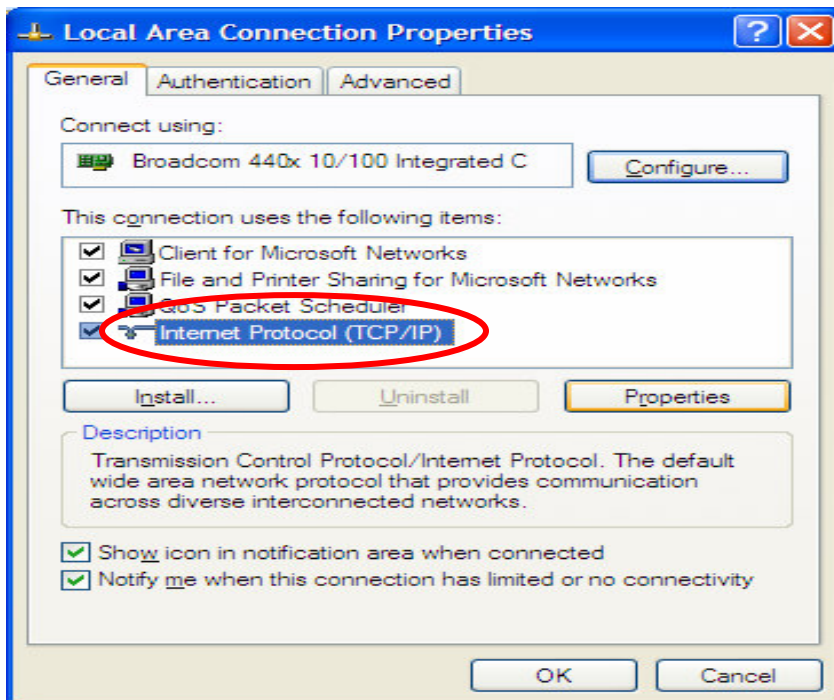 Local Area Connection Properties
General Authentication Advanced
Connect using:
Broadcom 440x 10/100 Integrated C
Configure...
This connection uses the following items:
Client for Microsoft Networks
File and Printer Sharing for Microsoft Networks
QoS Packet Scheduler
Internet Protocol (TCP/IP)
Install... Uninstall Properties
Description
Transmission Control Protocol/Internet Protocol. The default
wide area network protocol that provides communication
across diverse interconnected networks.
Show icon in notification area when connected
Notify me when this connection has limited or no connectivity
OK Cancel